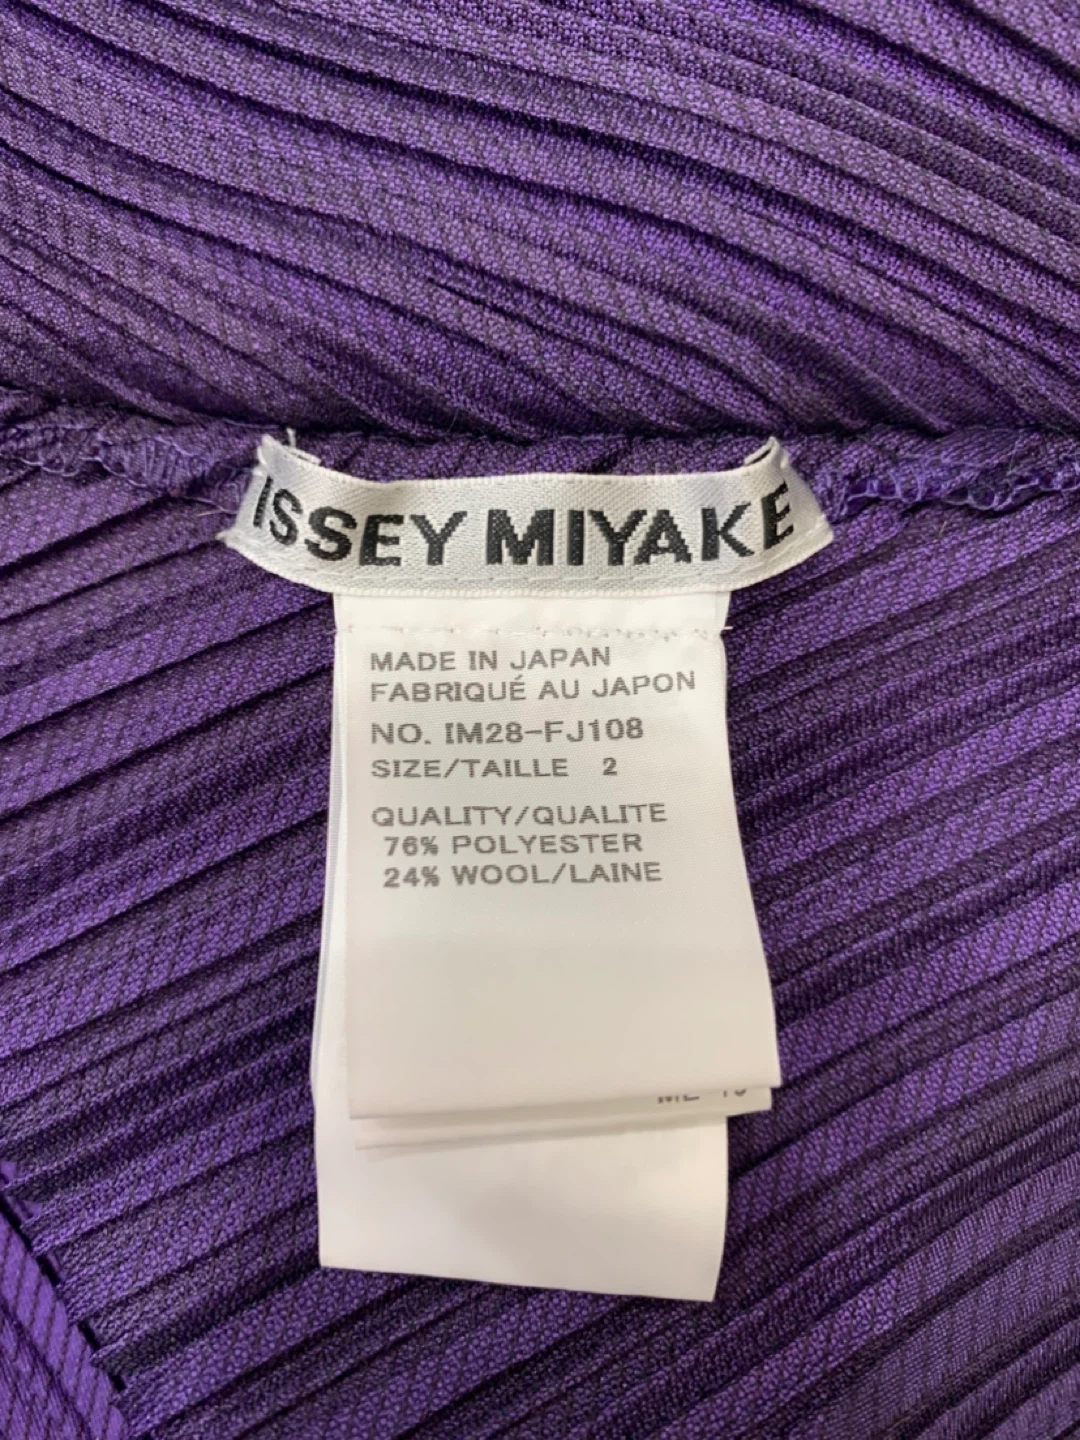 ISSEY MIYAKE
MADE IN JAPAN
FABRIQUÉ AU JAPON
NO. IM28-FJ108
SIZE/TAILLE 2
QUALITY/QUALITE
76% POLYESTER
24% WOOL/LAINE